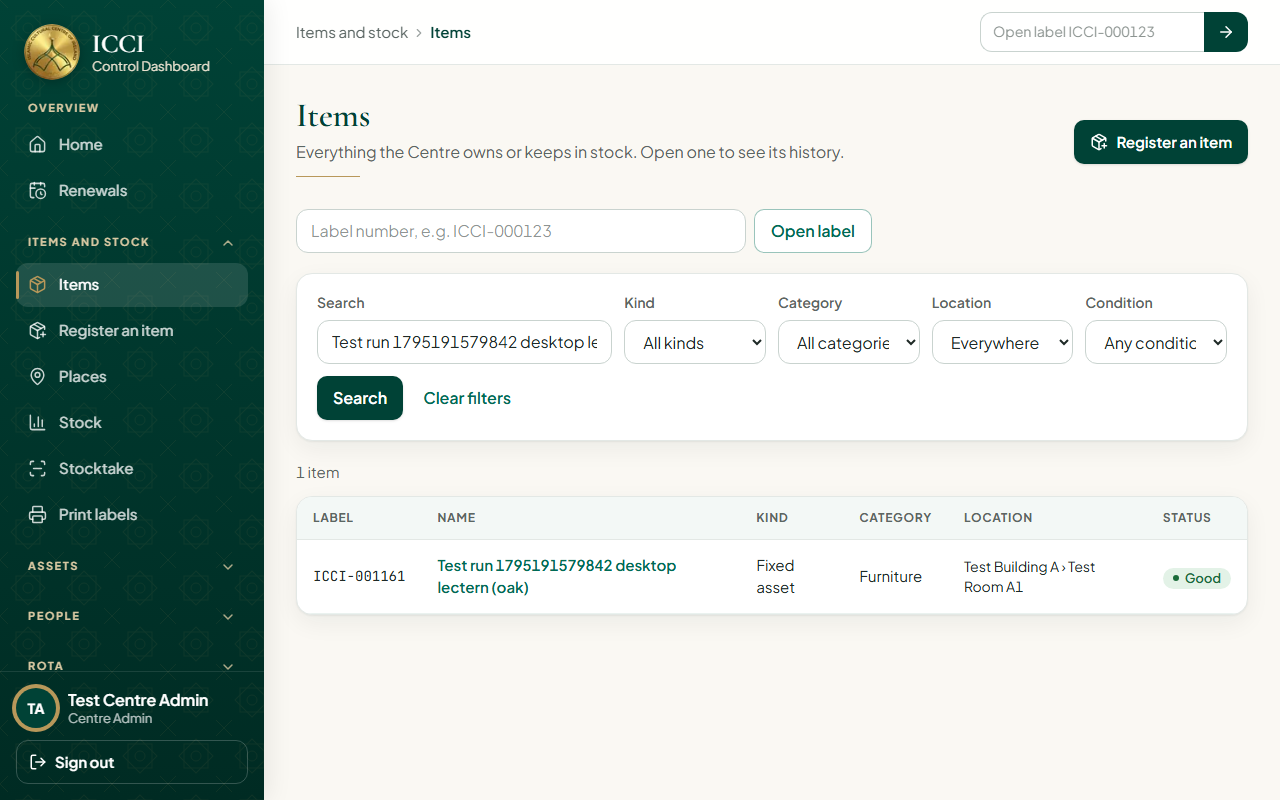 ICCI
Control Dashboard
OVERVIEW
Home
Renewals
ITEMS AND STOCK
Items
Register an item
Places
Stock
Stocktake
Print labels
ASSETS
PEOPLE
ROTA
TA
Test Centre Admin
Centre Admin
Sign out
Items and stock › Items
Open label ICCI-000123
Items
Everything the Centre owns or keeps in stock. Open one to see its history.
Register an item
Label number, e.g. ICCI-000123
Open label
Search
Kind
Category
Location
Condition
Test run 1795191579842 desktop le
All kinds
All categorie
Everywhere
Any conditic
Search
Clear filters
1 item
LABEL NAME KIND CATEGORY LOCATION STATUS
ICCI-001161
Test run 1795191579842 desktop
lectern (oak)
Fixed
asset
Furniture
Test Building A › Test
Room A1
Good